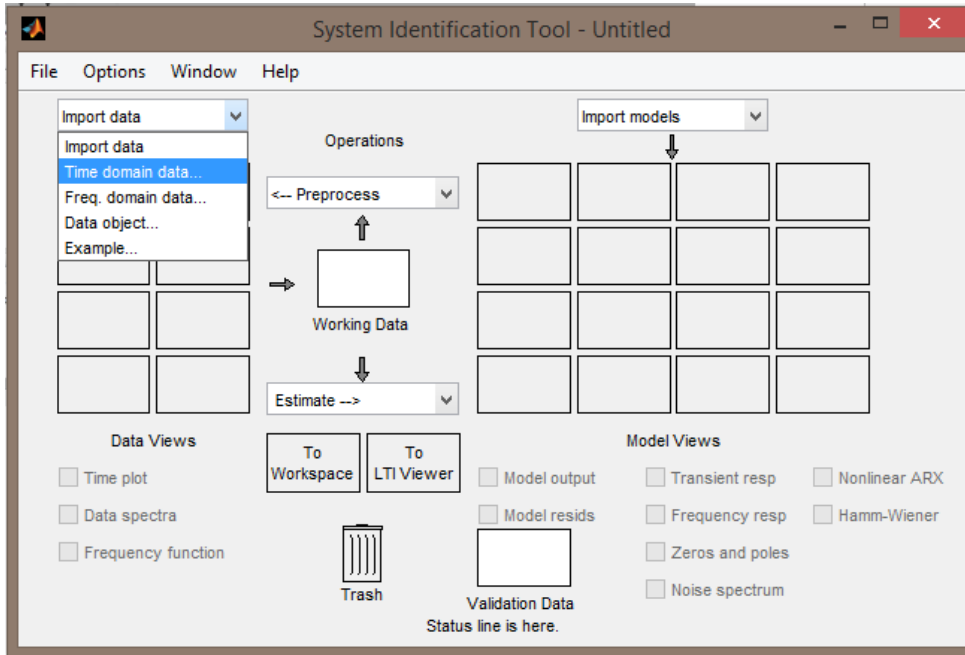 System Identification Tool - Untitled
File Options Window Help
Import data
Import data
Time domain data...
Freq. domain data...
Data object...
Example...
Operations
<-- Preprocess
Working Data
Estimate -->
To Workspace
To LTI Viewer
Import models
Data Views
Time plot
Data spectra
Frequency function
Trash
Model Views
Model output
Transient resp
Nonlinear ARX
Model resids
Frequency resp
Hamm-Wiener
Zeros and poles
Noise spectrum
Validation Data
Status line is here.